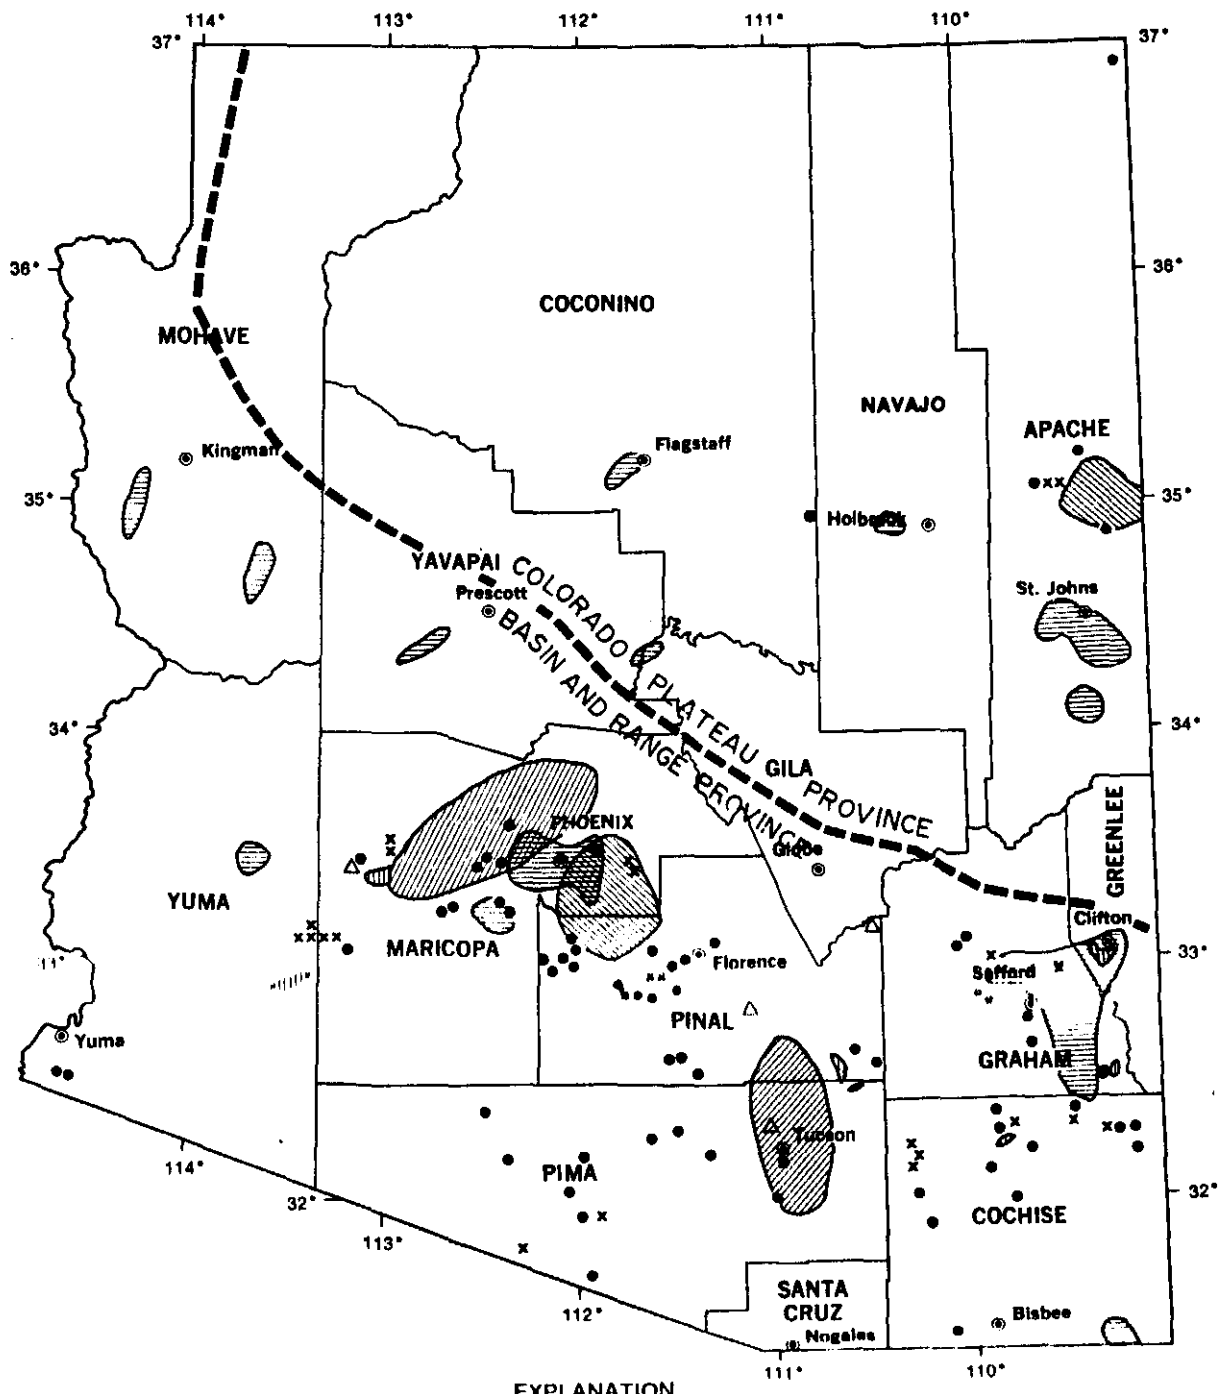 114° 113° 112° 111° 110°
37° 37°
36° 36°
COCONINO
MOHAVE
NAVAJO
APACHE
Kingman
Flagstaff
35° 35°
Holbrook
YAVAPAI
COLORADO PLATEAU PROVINCE
BASIN AND RANGE PROVINCE
Prescott
St. Johns
34° 34°
GILA
GREENLEE
PHOENIX
Globe
YUMA
MARICOPA
Clifton
33° 33°
Florence
Safford
PINAL
Yuma
GRAHAM
Tucson
PIMA
114°
32° 32°
COCHISE
113°
SANTA
CRUZ
112°
Bisbee
Nogales
111° 110°
EXPLANATION